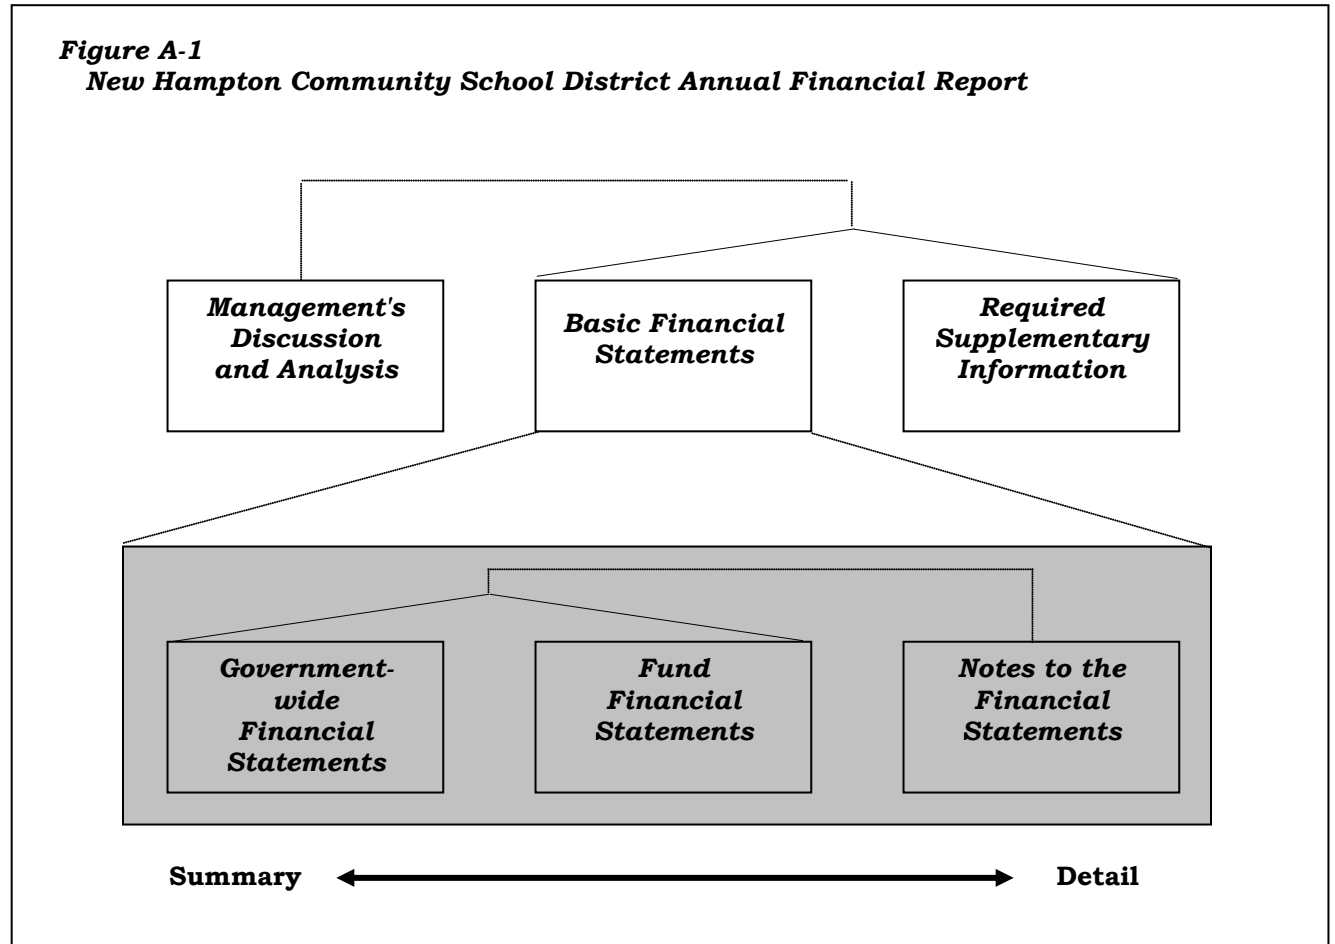 Figure A-1
New Hampton Community School District Annual Financial Report
Management's
Discussion
and Analysis
Basic Financial
Statements
Required
Supplementary
Information
Government-
wide
Financial
Statements
Fund
Financial
Statements
Notes to the
Financial
Statements
Summary
Detail